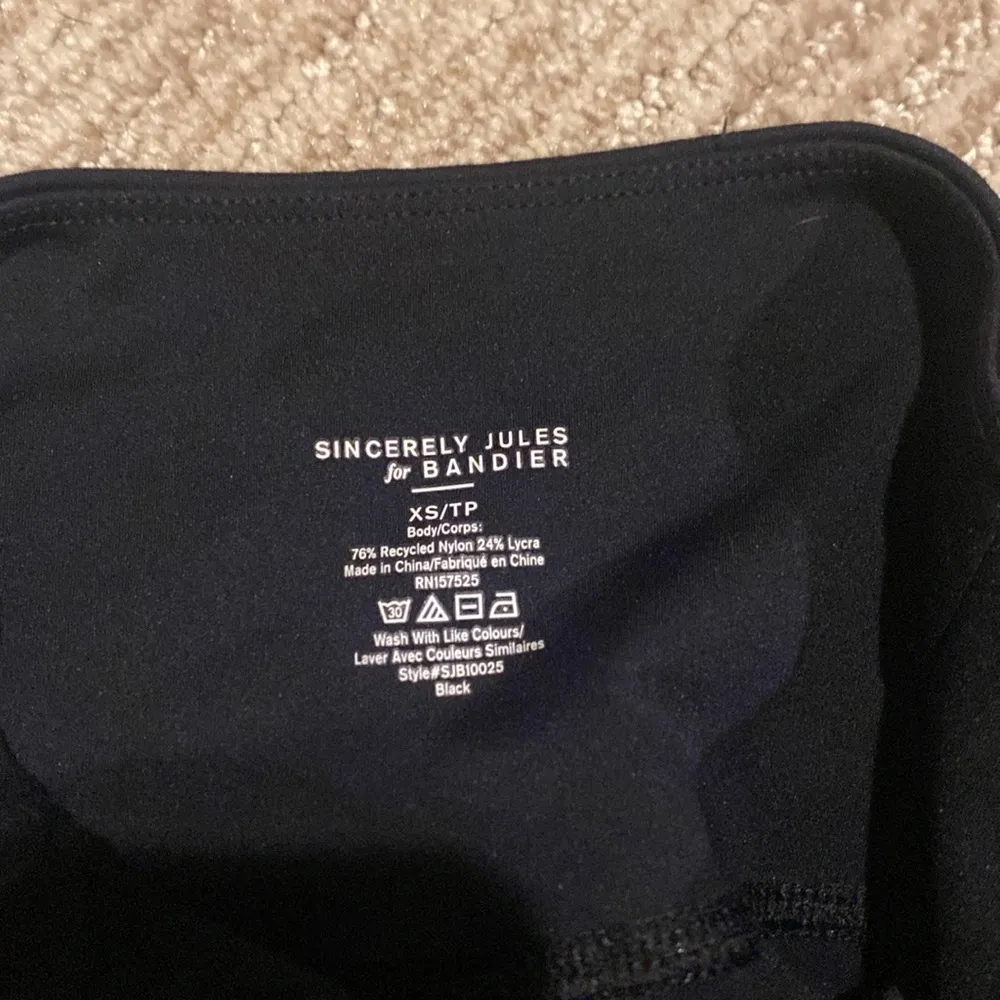 SINCERELY JULES
for BANDIER
XS/TP
Body/Corps:
76% Recycled Nylon 24% Lycra
Made in China/Fabriqué en Chine
RN157525
30
Wash With Like Colours/
Laver Avec Couleurs Similaires
Style#SJB10025
Black